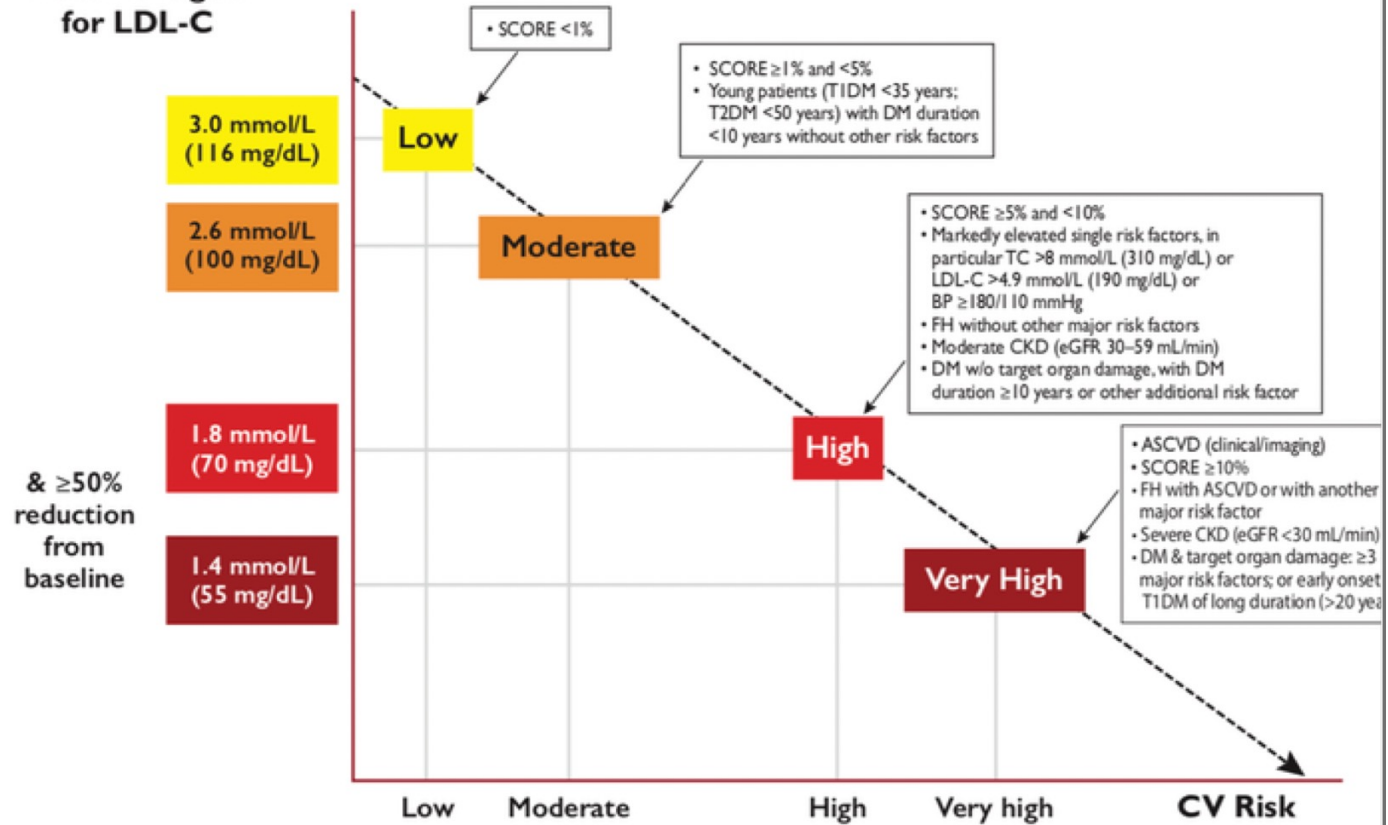 for LDL-C
• SCORE <1%
• SCORE ≥1% and <5%
• Young patients (T1DM <35 years;
T2DM <50 years) with DM duration
<10 years without other risk factors
3.0 mmol/L
(116 mg/dL)
Low
2.6 mmol/L
(100 mg/dL)
Moderate
• SCORE ≥5% and <10%
• Markedly elevated single risk factors, in
particular TC >8 mmol/L (310 mg/dL) or
LDL-C >4.9 mmol/L (190 mg/dL) or
BP ≥180/110 mmHg
• FH without other major risk factors
• Moderate CKD (eGFR 30–59 mL/min)
• DM w/o target organ damage, with DM
duration ≥10 years or other additional risk factor
1.8 mmol/L
(70 mg/dL)
High
& ≥50%
reduction
from
baseline
• ASCVD (clinical/imaging)
• SCORE ≥10%
• FH with ASCVD or with another
major risk factor
• Severe CKD (eGFR <30 mL/min)
• DM & target organ damage: ≥3
major risk factors; or early onset
T1DM of long duration (>20
1.4 mmol/L
(55 mg/dL)
Very High
Low Moderate High Very high CV Risk